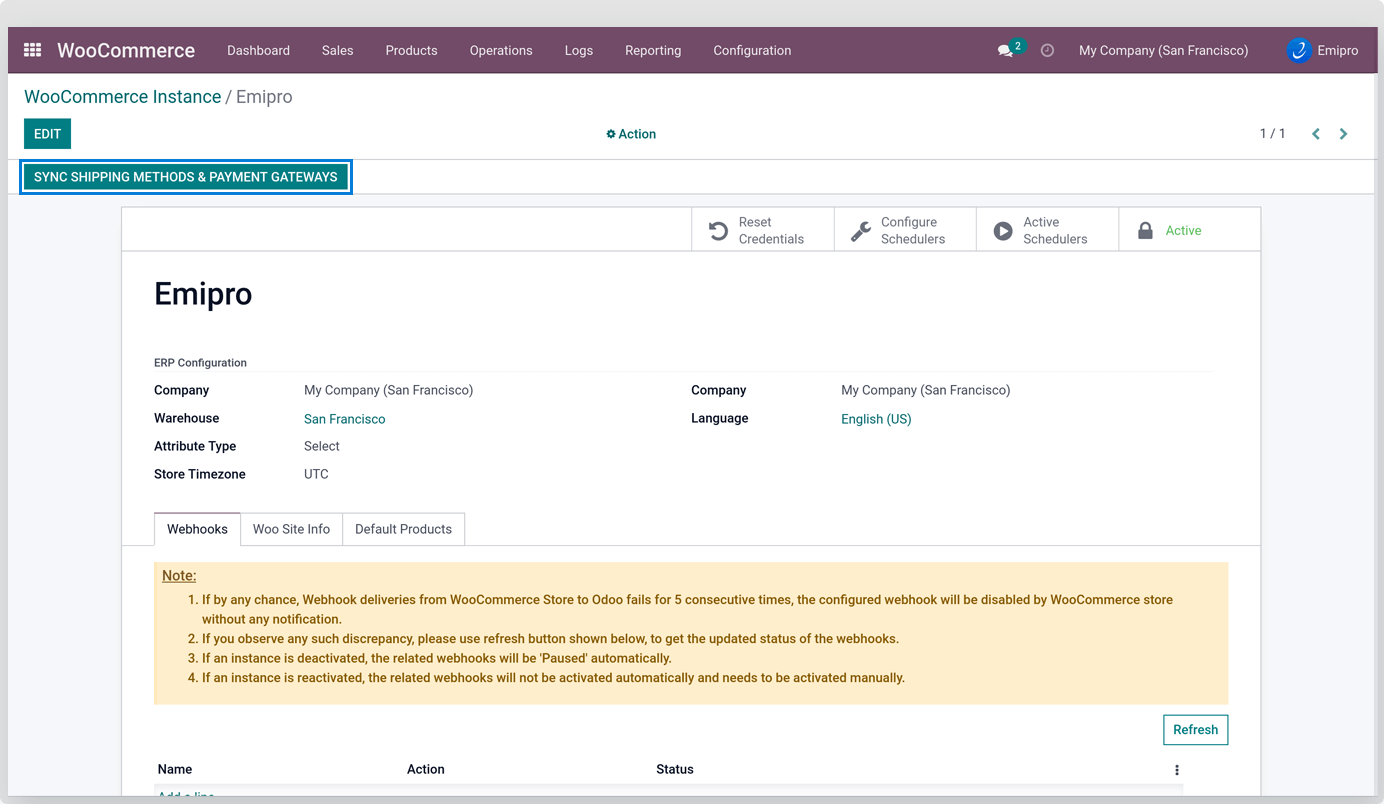 WooCommerce Dashboard Sales Products Operations Logs Reporting Configuration 2 My Company (San Francisco) Emipro
WooCommerce Instance / Emipro
EDIT Action 1 / 1
SYNC SHIPPING METHODS & PAYMENT GATEWAYS
Reset Credentials
Configure Schedulers
Active Schedulers
Active
Emipro
ERP Configuration
Company My Company (San Francisco) Company My Company (San Francisco)
Warehouse San Francisco Language English (US)
Attribute Type Select
Store Timezone UTC
Webhooks Woo Site Info Default Products
Note:
1. If by any chance, Webhook deliveries from WooCommerce Store to Odoo fails for 5 consecutive times, the configured webhook will be disabled by WooCommerce store
without any notification.
2. If you observe any such discrepancy, please use refresh button shown below, to get the updated status of the webhooks.
3. If an instance is deactivated, the related webhooks will be 'Paused' automatically.
4. If an instance is reactivated, the related webhooks will not be activated automatically and needs to be activated manually.
Refresh
Name Action Status
Add a line